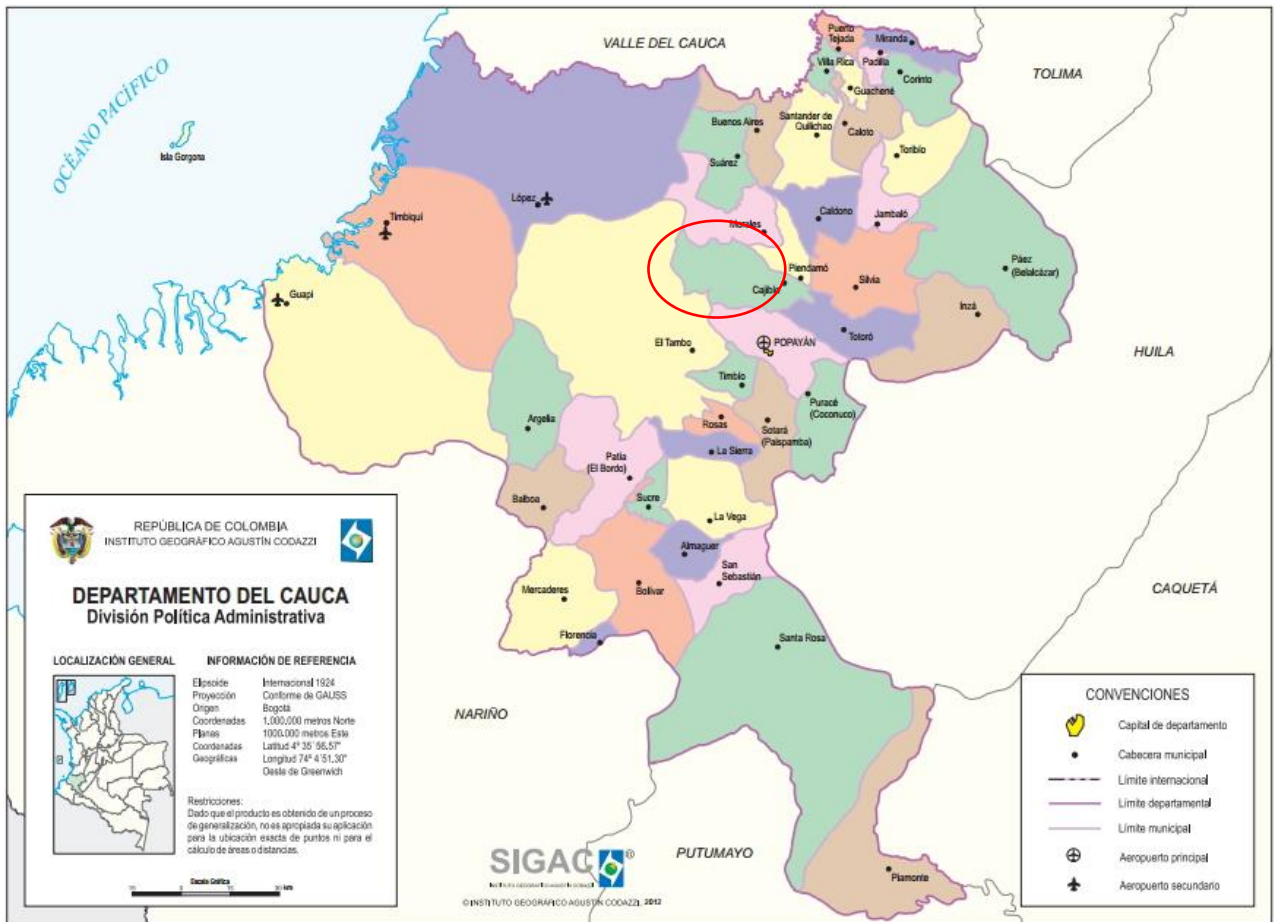 VALLE DEL CAUCA
TOLIMA
OCÉANO PACÍFICO
Isla Gorgona
Puerto
Tejada
Miranda
Villa Rica
Padilla
Corinto
Guachené
Buenos Aires
Santander de
Quilichao
Caloto
Suárez
Toribío
López
Timbiquí
Morales
Caldono
Jambaló
Páez
(Belalcázar)
Piendamó
Cajibío
Silvia
Inzá
Guapi
El Tambo
POPAYÁN
Totoró
HUILA
Timbío
Puracé
(Coconuco)
Argelia
Rosas
Sotará
(Paispamba)
La Sierra
Patía
(El Bordo)
Balboa
Sucre
La Vega
Almaguer
San
Sebastián
Mercaderes
Bolívar
Florencia
Santa Rosa
CAQUETÁ
NARIÑO
PUTUMAYO
Piamonte
REPÚBLICA DE COLOMBIA
INSTITUTO GEOGRÁFICO AGUSTÍN CODAZZI
DEPARTAMENTO DEL CAUCA
División Política Administrativa
LOCALIZACIÓN GENERAL
INFORMACIÓN DE REFERENCIA
Elipsoide Internacional 1924
Proyección Conforme de GAUSS
Origen Bogotá
Coordenadas 1.000.000 metros Norte
Planas 1000.000 metros Este
Coordenadas Latitud 4° 35´56.57"
Geográficas Longitud 74° 4´51.30"
Oeste de Greenwich
Restricciones:
Dado que el producto es obtenido de un proceso
de generalización, no es apropiada su aplicación
para la ubicación exacta de puntos ni para el
cálculo de áreas o distancias.
Escala Gráfica
km
SIGAC®
INSTITUTO GEOGRÁFICO AGUSTÍN CODAZZI
© INSTITUTO GEOGRÁFICO AGUSTÍN CODAZZI, 2012
CONVENCIONES
Capital de departamento
Cabecera municipal
Límite internacional
Límite departamental
Límite municipal
Aeropuerto principal
Aeropuerto secundario